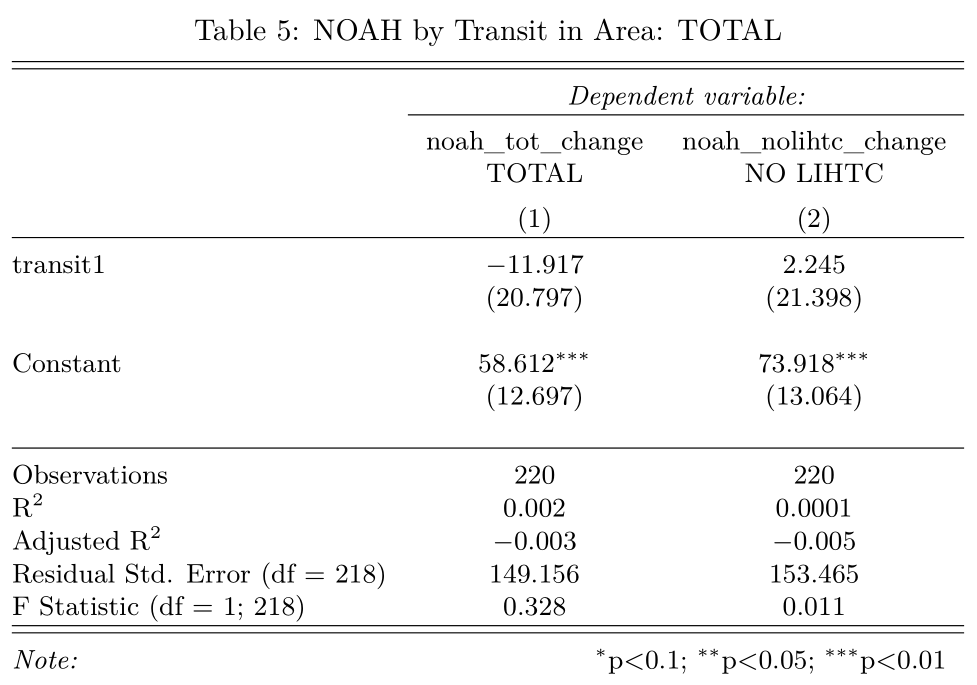 Table 5: NOAH by Transit in Area: TOTAL
Dependent variable:
noah_tot_change noah_nolihtc_change
TOTAL NO LIHTC
(1) (2)
transit1 −11.917 2.245
(20.797) (21.398)
Constant 58.612*** 73.918***
(12.697) (13.064)
Observations 220 220
R² 0.002 0.0001
Adjusted R² −0.003 −0.005
Residual Std. Error (df = 218) 149.156 153.465
F Statistic (df = 1; 218) 0.328 0.011
Note: *p<0.1; **p<0.05; ***p<0.01